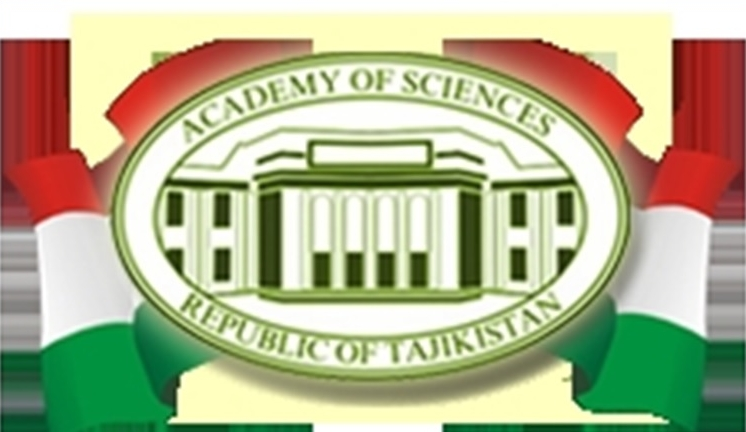 ACADEMY OF SCIENCES
REPUBLIC OF TAJIKISTAN